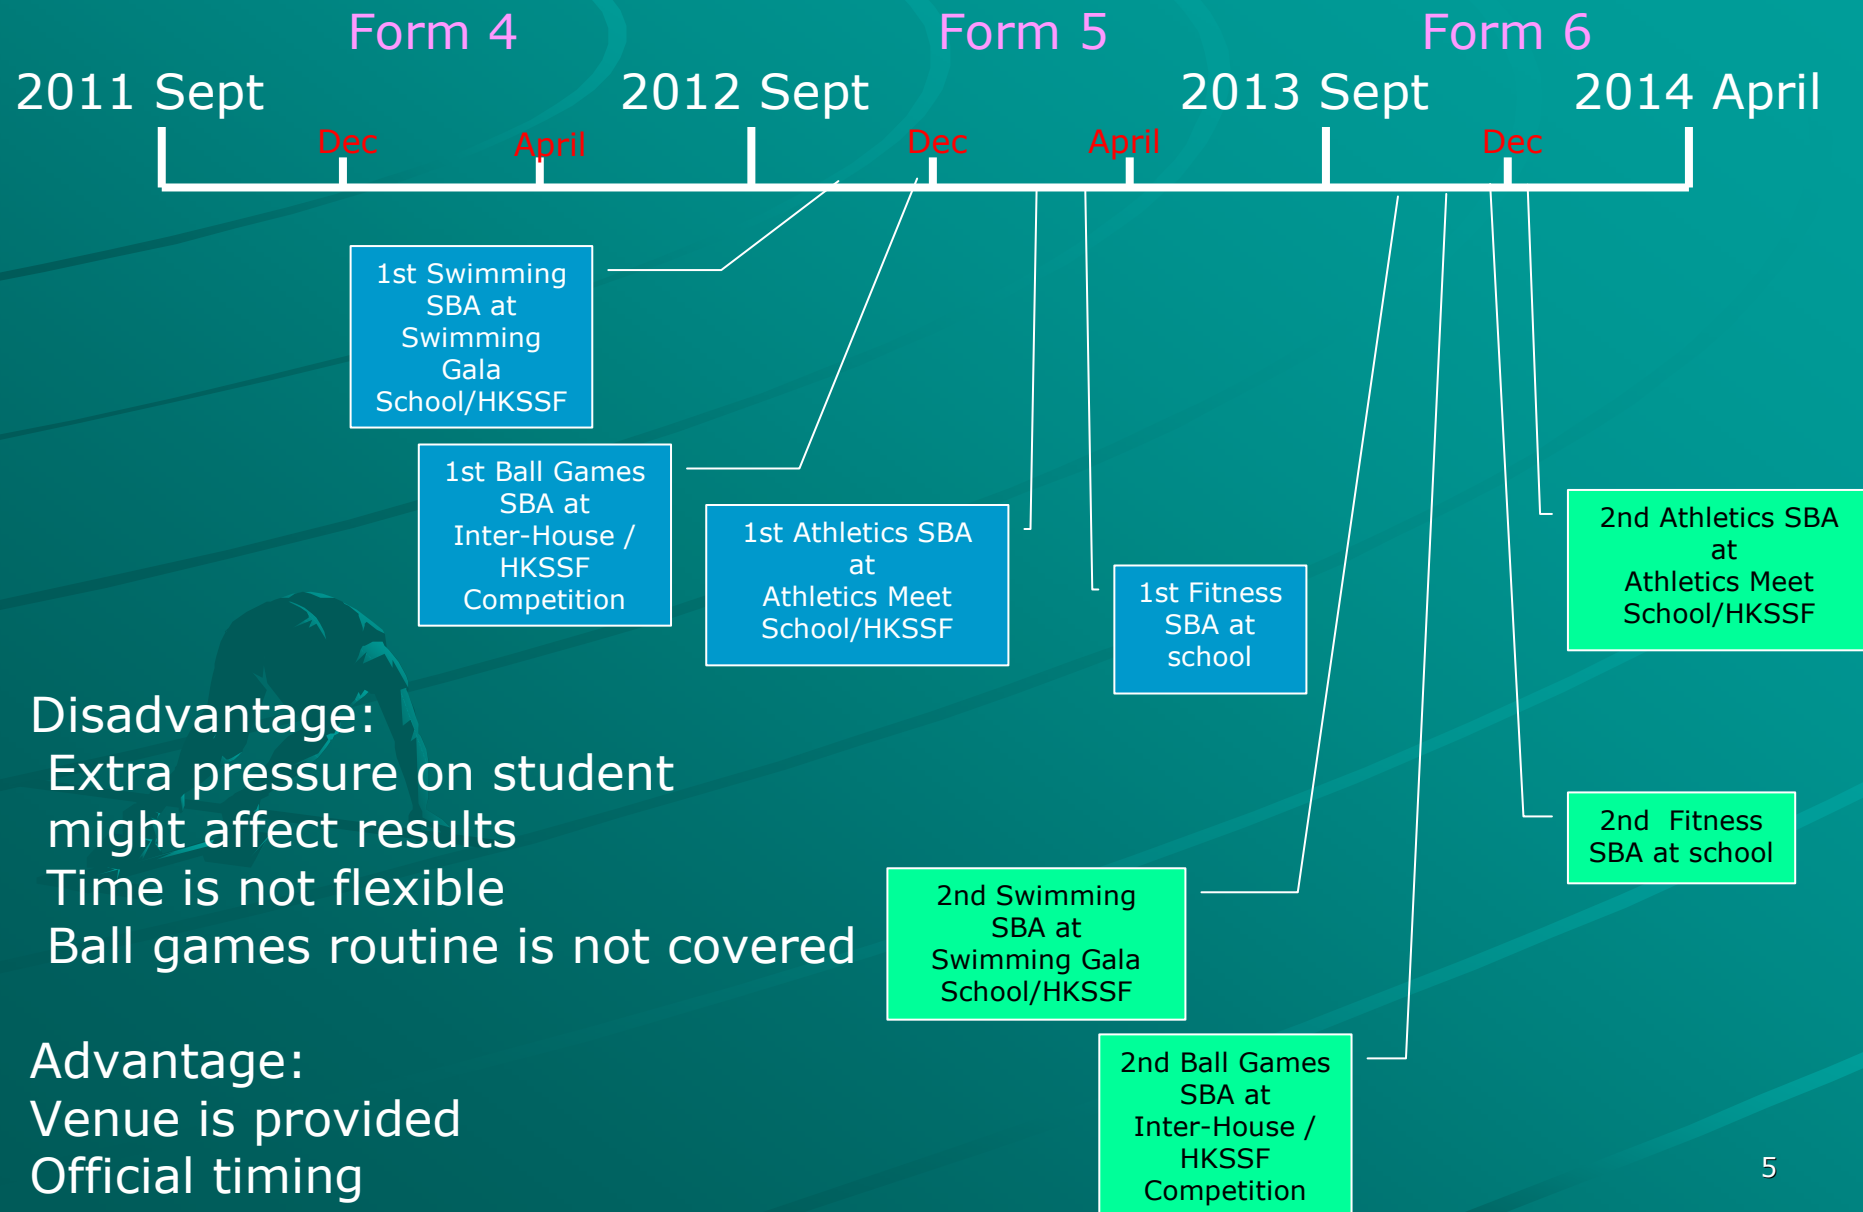 Form 4
Form 5
Form 6
2011 Sept
2012 Sept
2013 Sept
2014 April
Dec
April
Dec
April
Dec
1st Swimming
SBA at
Swimming
Gala
School/HKSSF
1st Ball Games
SBA at
Inter-House /
HKSSF
Competition
1st Athletics SBA
at
Athletics Meet
School/HKSSF
1st Fitness
SBA at
school
2nd Athletics SBA
at
Athletics Meet
School/HKSSF
2nd  Fitness
SBA at school
2nd Swimming
SBA at
Swimming Gala
School/HKSSF
2nd Ball Games
SBA at
Inter-House /
HKSSF
Competition
Disadvantage:
Extra pressure on student
might affect results
Time is not flexible
Ball games routine is not covered
Advantage:
Venue is provided
Official timing
5